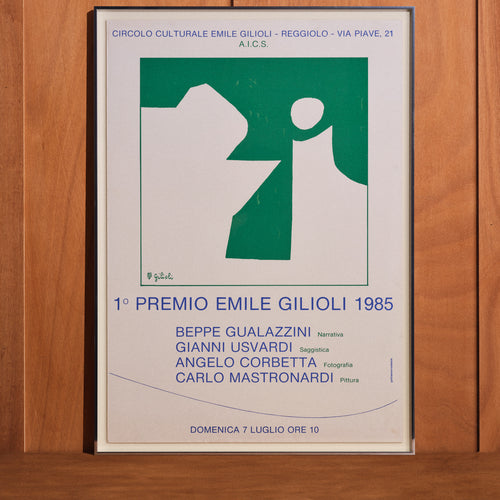 CIRCOLO CULTURALE EMILE GILIOLI - REGGIOLO - VIA PIAVE, 21
A.I.C.S.
Gilioli
1° PREMIO EMILE GILIOLI 1985
BEPPE GUALAZZINI Narrativa
GIANNI USVARDI Saggistica
ANGELO CORBETTA Fotografia
CARLO MASTRONARDI Pittura
DOMENICA 7 LUGLIO ORE 10